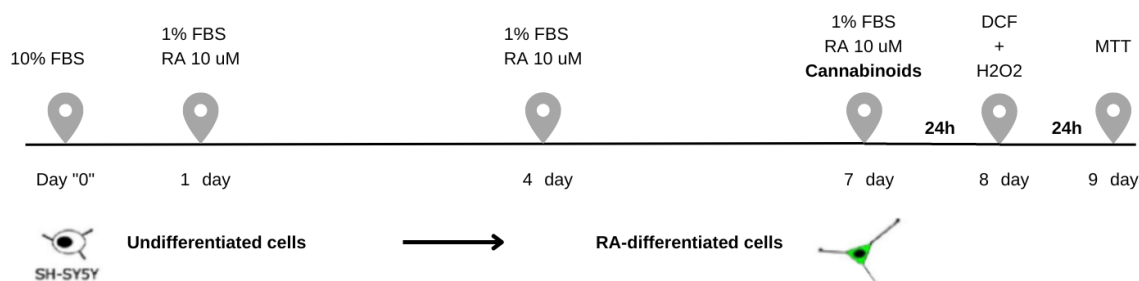 10% FBS
1% FBS
RA 10 uM
1% FBS
RA 10 uM
1% FBS
RA 10 uM
Cannabinoids
DCF
+
H2O2
MTT
24h
24h
Day "0"
1 day
4 day
7 day
8 day
9 day
Undifferentiated cells
RA-differentiated cells
SH-SY5Y